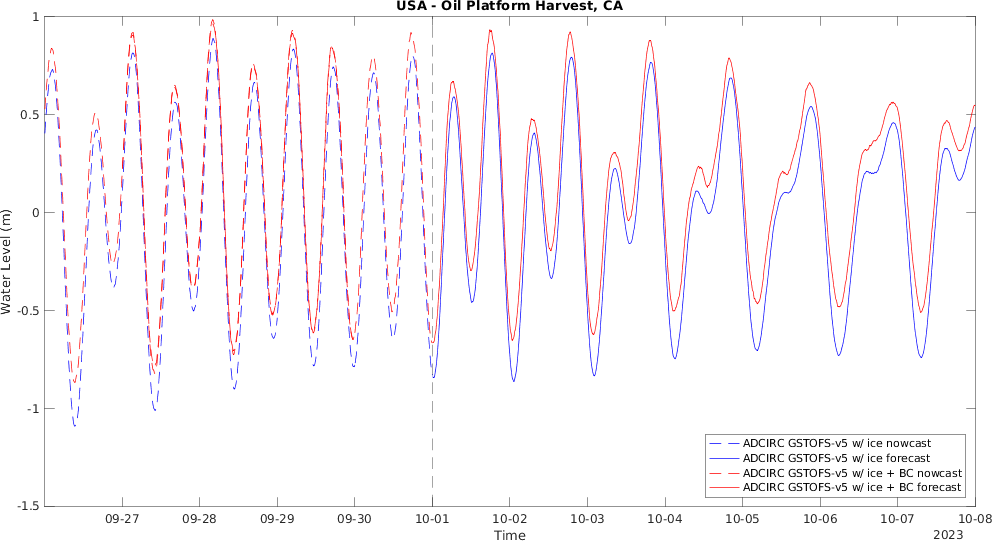 USA - Oil Platform Harvest, CA
Water Level (m)
1
0.5
0
-0.5
-1
-1.5
ADCIRC GSTOFS-v5 w/ ice nowcast
ADCIRC GSTOFS-v5 w/ ice forecast
ADCIRC GSTOFS-v5 w/ ice + BC nowcast
ADCIRC GSTOFS-v5 w/ ice + BC forecast
09-27 09-28 09-29 09-30 10-01 10-02 10-03 10-04 10-05 10-06 10-07 10-08
Time
2023